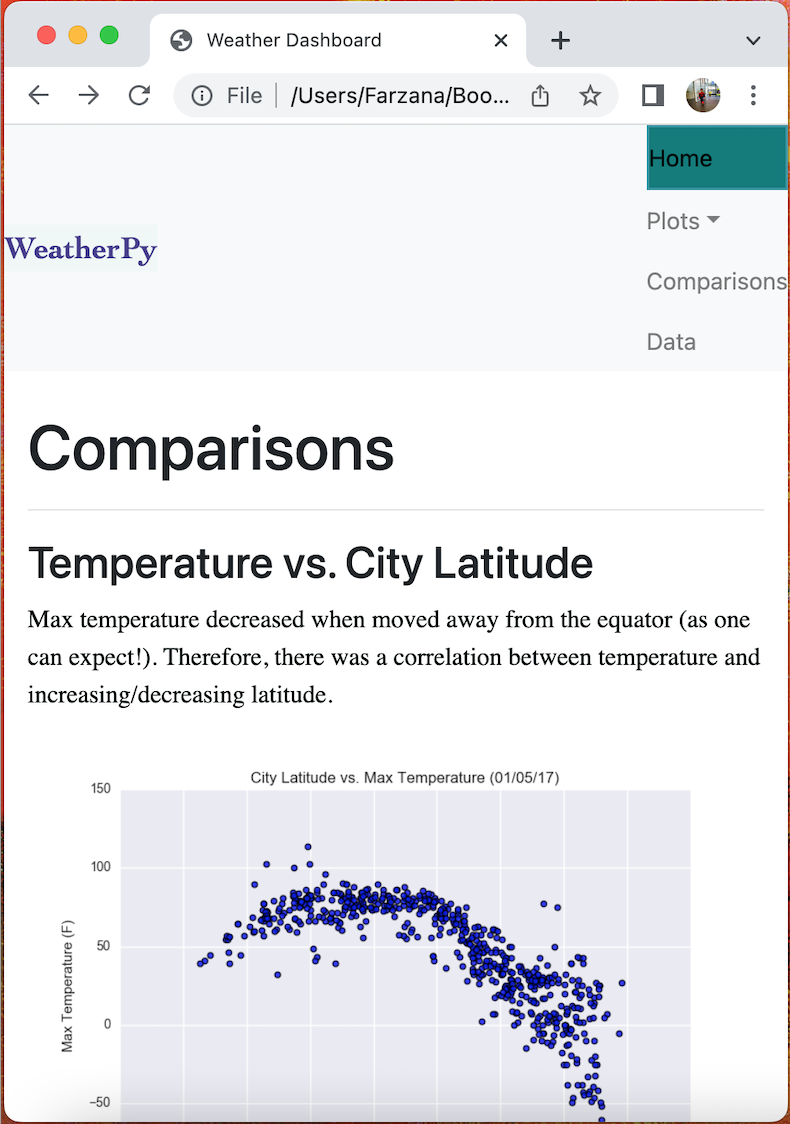 Weather Dashboard
File | /Users/Farzana/Boo...
Home
Plots
WeatherPy
Comparisons
Data
Comparisons
Temperature vs. City Latitude
Max temperature decreased when moved away from the equator (as one
can expect!). Therefore, there was a correlation between temperature and
increasing/decreasing latitude.
City Latitude vs. Max Temperature (01/05/17)
150
100
50
0
−50
Max Temperature (F)